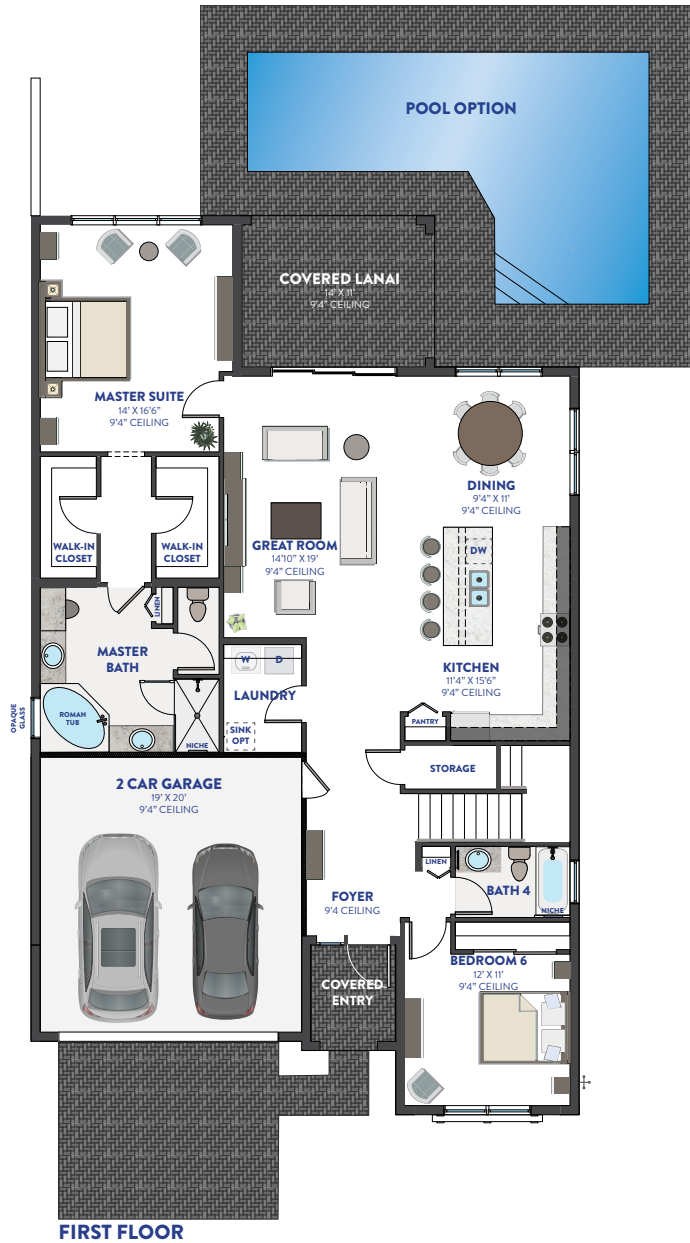 POOL OPTION
COVERED LANAI
14' X 11'
9'4" CEILING
MASTER SUITE
14' X 16'6"
9'4" CEILING
DINING
9'4" X 11'
9'4" CEILING
WALK-IN
CLOSET
WALK-IN
CLOSET
GREAT ROOM
14'10" X 19'
9'4" CEILING
DW
LINEN
MASTER
BATH
W
D
LAUNDRY
KITCHEN
11'4" X 15'6"
9'4" CEILING
OPAQUE
GLASS
ROMAN
TUB
NICHE
SINK
OPT
PANTRY
STORAGE
2 CAR GARAGE
19' X 20'
9'4" CEILING
LINEN
BATH 4
NICHE
FOYER
9'4 CEILING
BEDROOM 6
12' X 11'
9'4" CEILING
COVERED
ENTRY
FIRST FLOOR